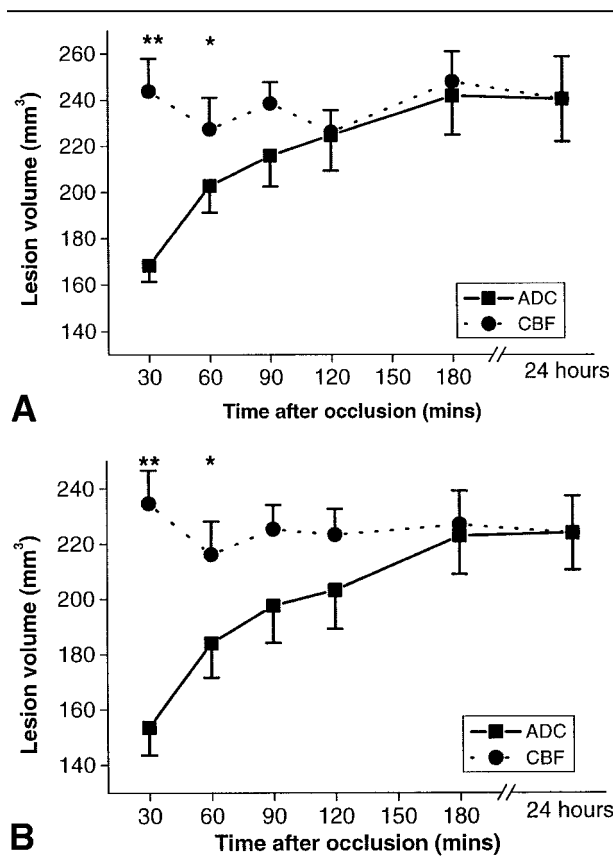 ** *
260
240
220
200
180
160
140
Lesion volume (mm³)
ADC
CBF
30 60 90 120 150 180 24 hours
Time after occlusion (mins)
A
** *
240
220
200
180
160
140
Lesion volume (mm³)
ADC
CBF
30 60 90 120 150 180 24 hours
Time after occlusion (mins)
B